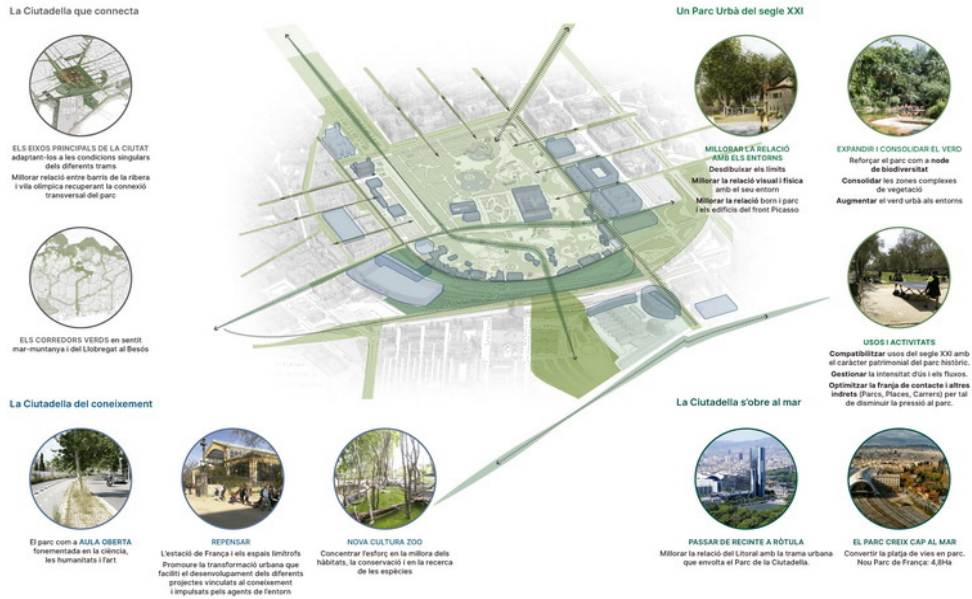 La Ciutadella que connecta
ELS EIXOS PRINCIPALS DE LA CIUTAT
adaptant-los a les condicions singulars
dels diferents trams
Millorar relació entre barris de la ribera
i vila olímpica recuperant la connexió
transversal del parc
ELS CORREDORS VERDS en sentit
mar-muntanya i del Llobregat al Besòs
Un Parc Urbà del segle XXI
MILLORAR LA RELACIÓ
AMB ELS ENTORNS
Desdibuixar els límits
Millorar la relació visual i física
amb el seu entorn
Millorar la relació born i parc
i els edificis del front Picasso
EXPANDIR I CONSOLIDAR EL VERD
Reforçar el parc com a node
de biodiversitat
Consolidar les zones complexes
de vegetació
Augmentar el verd urbà als entorns
USOS I ACTIVITATS
Compatibilitzar usos del segle XXI amb
el caràcter patrimonial del parc històric.
Gestionar la intensitat d'ús i els fluxos.
Optimitzar la franja de contacte i altres
indrets (Parcs, Places, Carrers) per tal
de disminuir la pressió al parc.
La Ciutadella del coneixement
El parc com a AULA OBERTA
fonementada en la ciència,
les humanitats i l'art
REPENSAR
L'estació de França i els espais limítrofs
Promoure la transformació urbana que
faciliti el desenvolupament dels diferents
projectes vinculats al coneixement
i impulsats pels agents de l'entorn
NOVA CULTURA ZOO
Concentrar l'esforç en la millora dels
hàbitats, la conservació i en la recerca
de les espècies
La Ciutadella s'obre al mar
PASSAR DE RECINTE A RÒTULA
Millorar la relació del Litoral amb la trama urbana
que envolta el Parc de la Ciutadella.
EL PARC CREIX CAP AL MAR
Convertir la platja de vies en parc.
Nou Parc de França: 4,8Ha